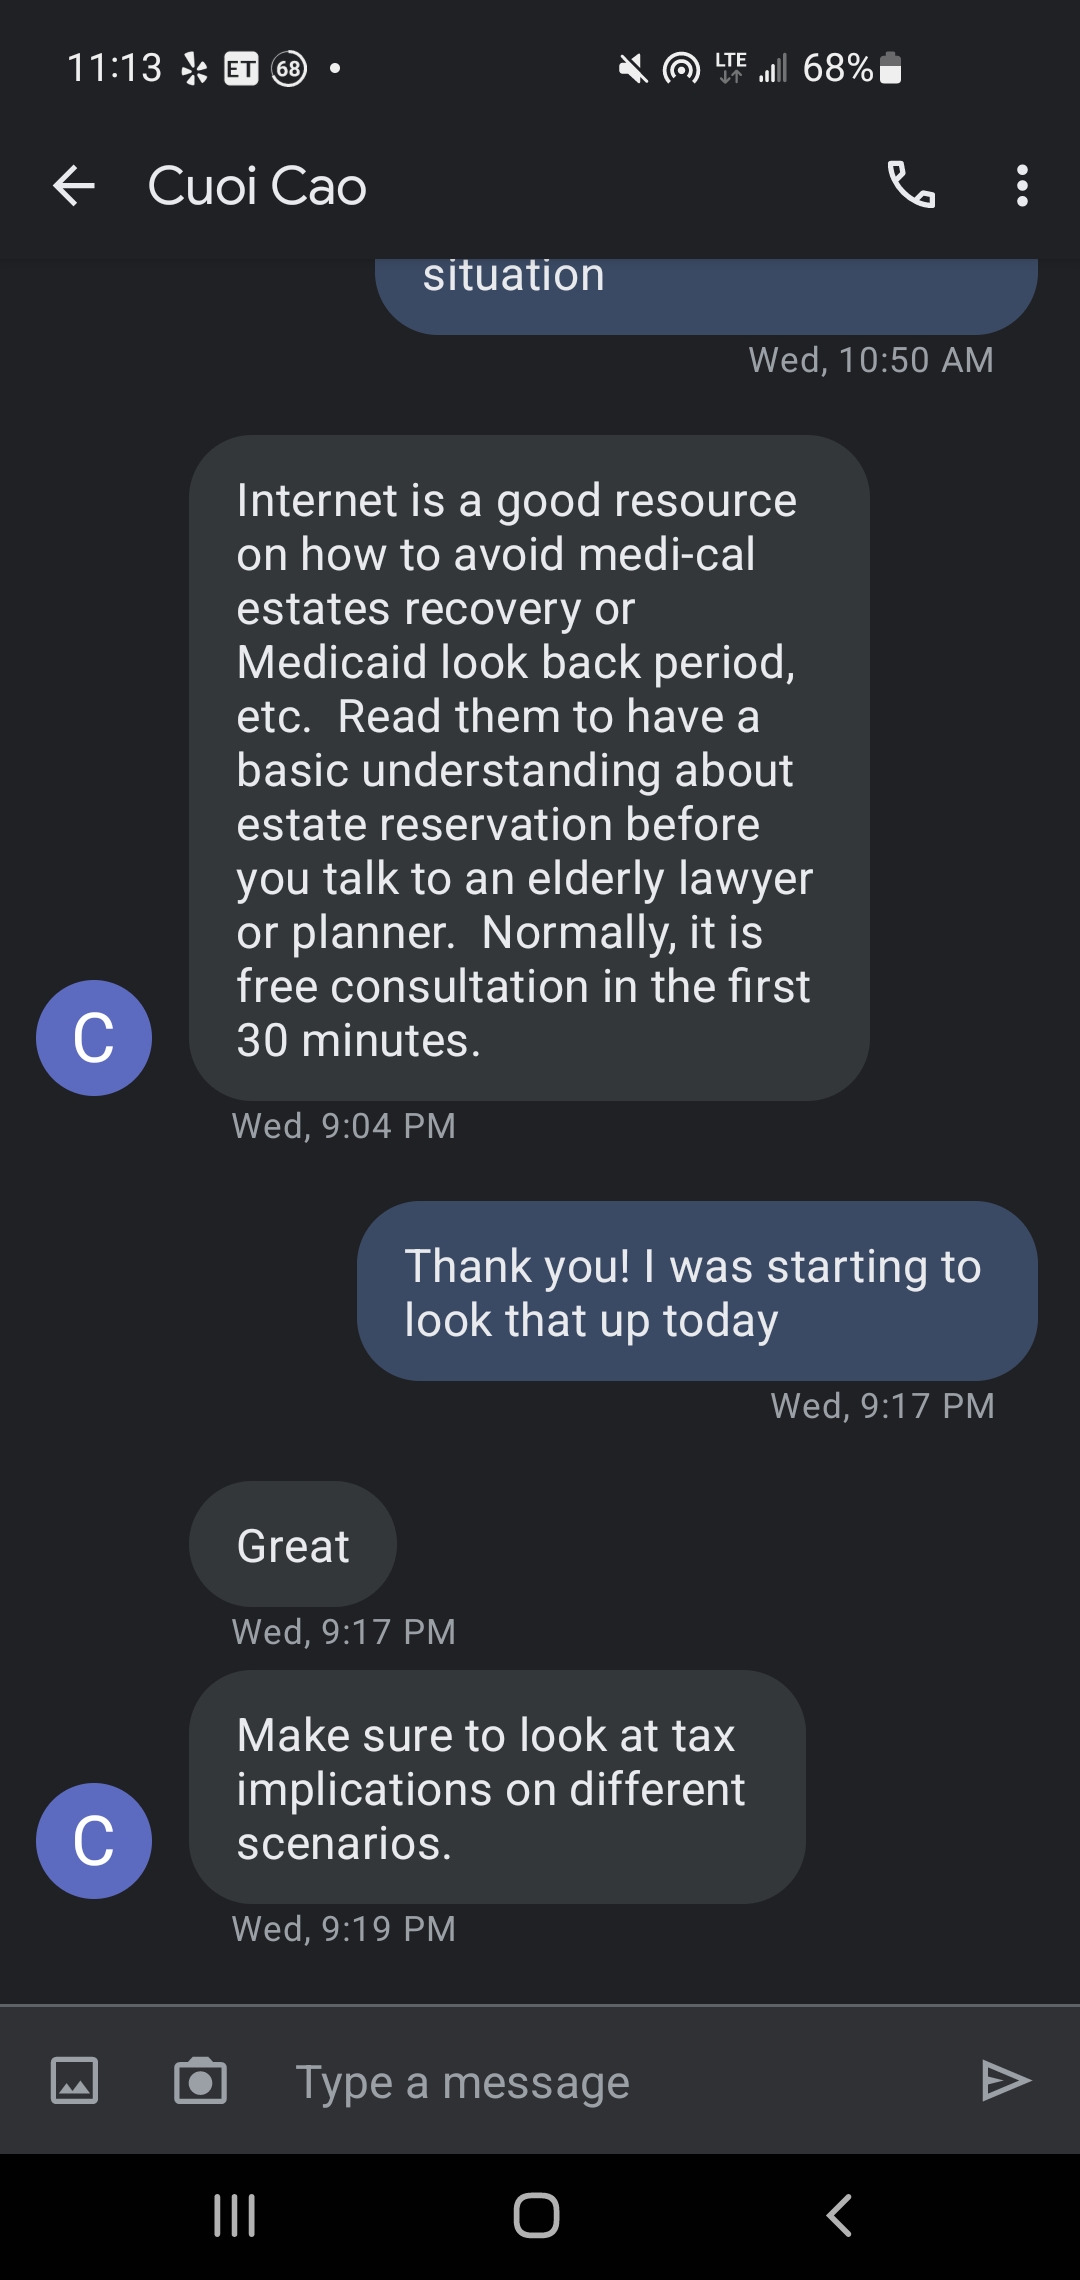 11:13 ET 68 LTE 68%
Cuoi Cao
situation
Wed, 10:50 AM
Internet is a good resource
on how to avoid medi-cal
estates recovery or
Medicaid look back period,
etc.  Read them to have a
basic understanding about
estate reservation before
you talk to an elderly lawyer
or planner.  Normally, it is
free consultation in the first
30 minutes.
C
Wed, 9:04 PM
Thank you! I was starting to
look that up today
Wed, 9:17 PM
Great
Wed, 9:17 PM
Make sure to look at tax
implications on different
scenarios.
C
Wed, 9:19 PM
Type a message